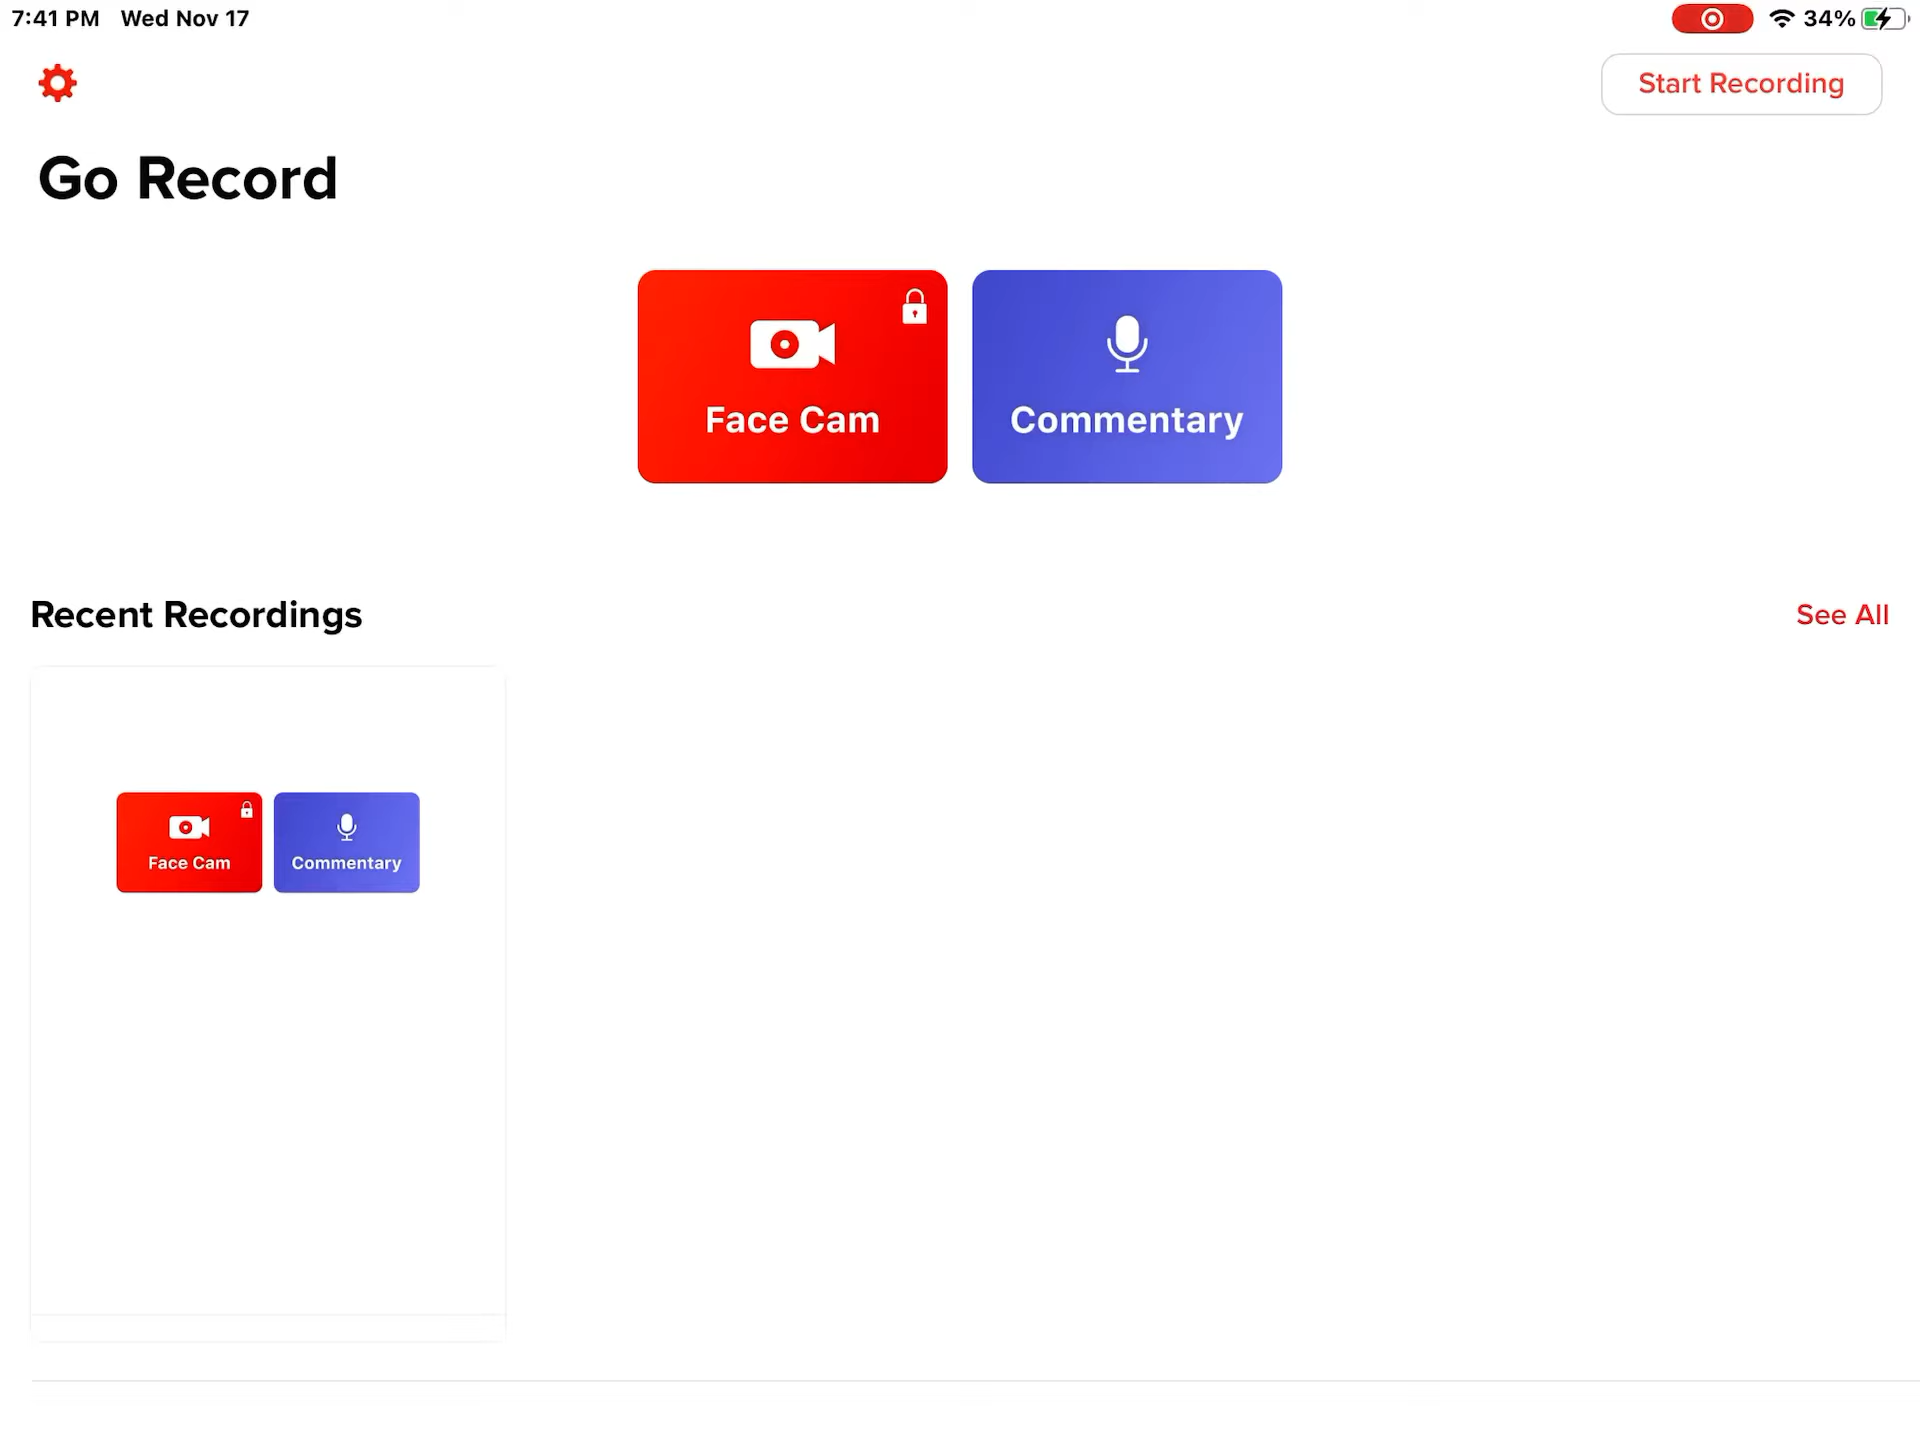 7:41 PM Wed Nov 17
34%
Start Recording
Go Record
Face Cam
Commentary
Recent Recordings
See All
Face Cam
Commentary